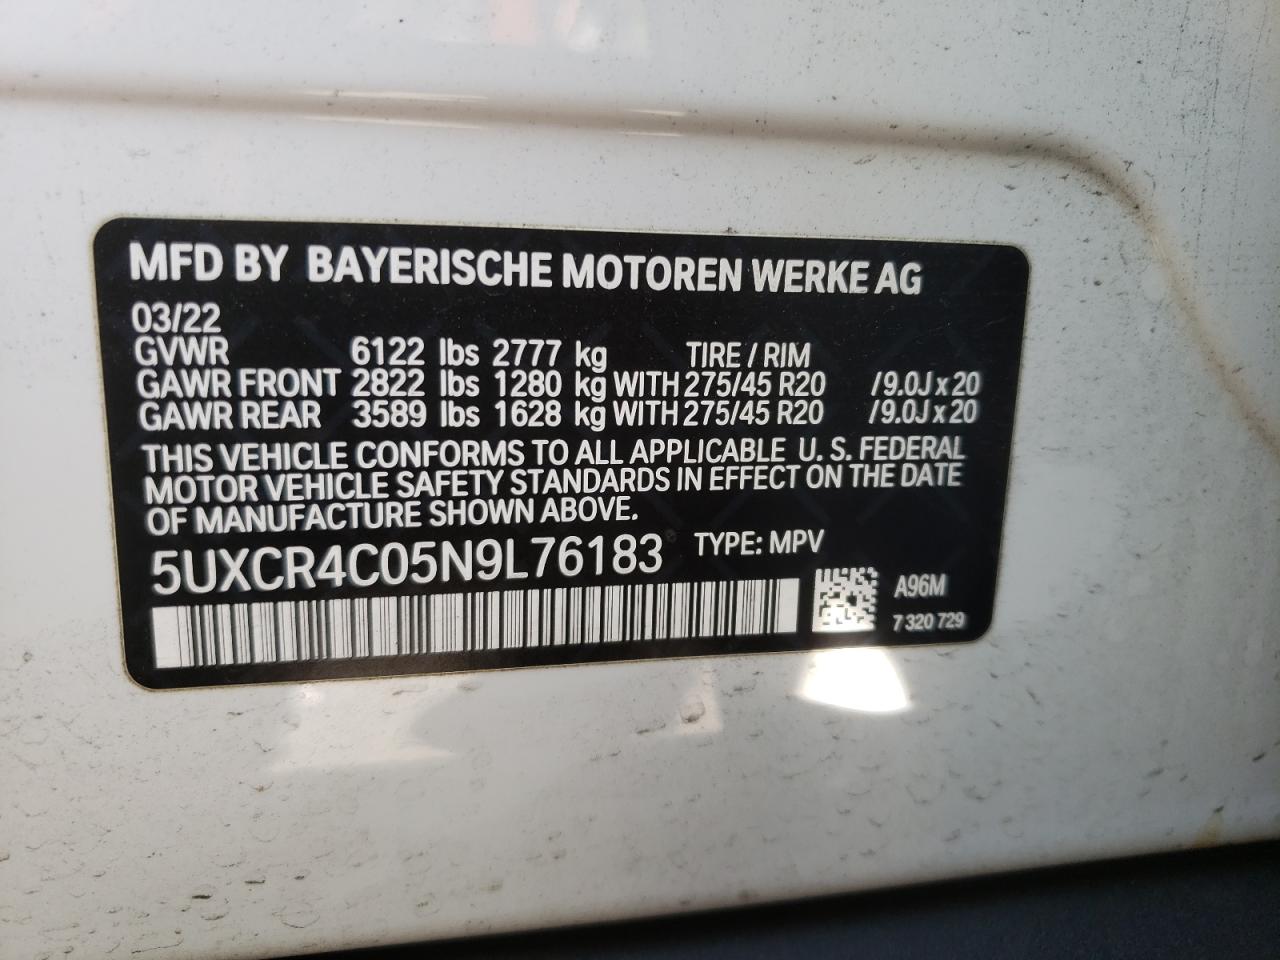 MFD BY BAYERISCHE MOTOREN WERKE AG
03/22
GVWR 6122 lbs 2777 kg TIRE / RIM
GAWR FRONT 2822 lbs 1280 kg WITH 275/45 R20 /9.0J x 20
GAWR REAR 3589 lbs 1628 kg WITH 275/45 R20 /9.0J x 20
THIS VEHICLE CONFORMS TO ALL APPLICABLE U. S. FEDERAL
MOTOR VEHICLE SAFETY STANDARDS IN EFFECT ON THE DATE
OF MANUFACTURE SHOWN ABOVE.
5UXCR4C05N9L76183 TYPE: MPV
A96M
7 320 729